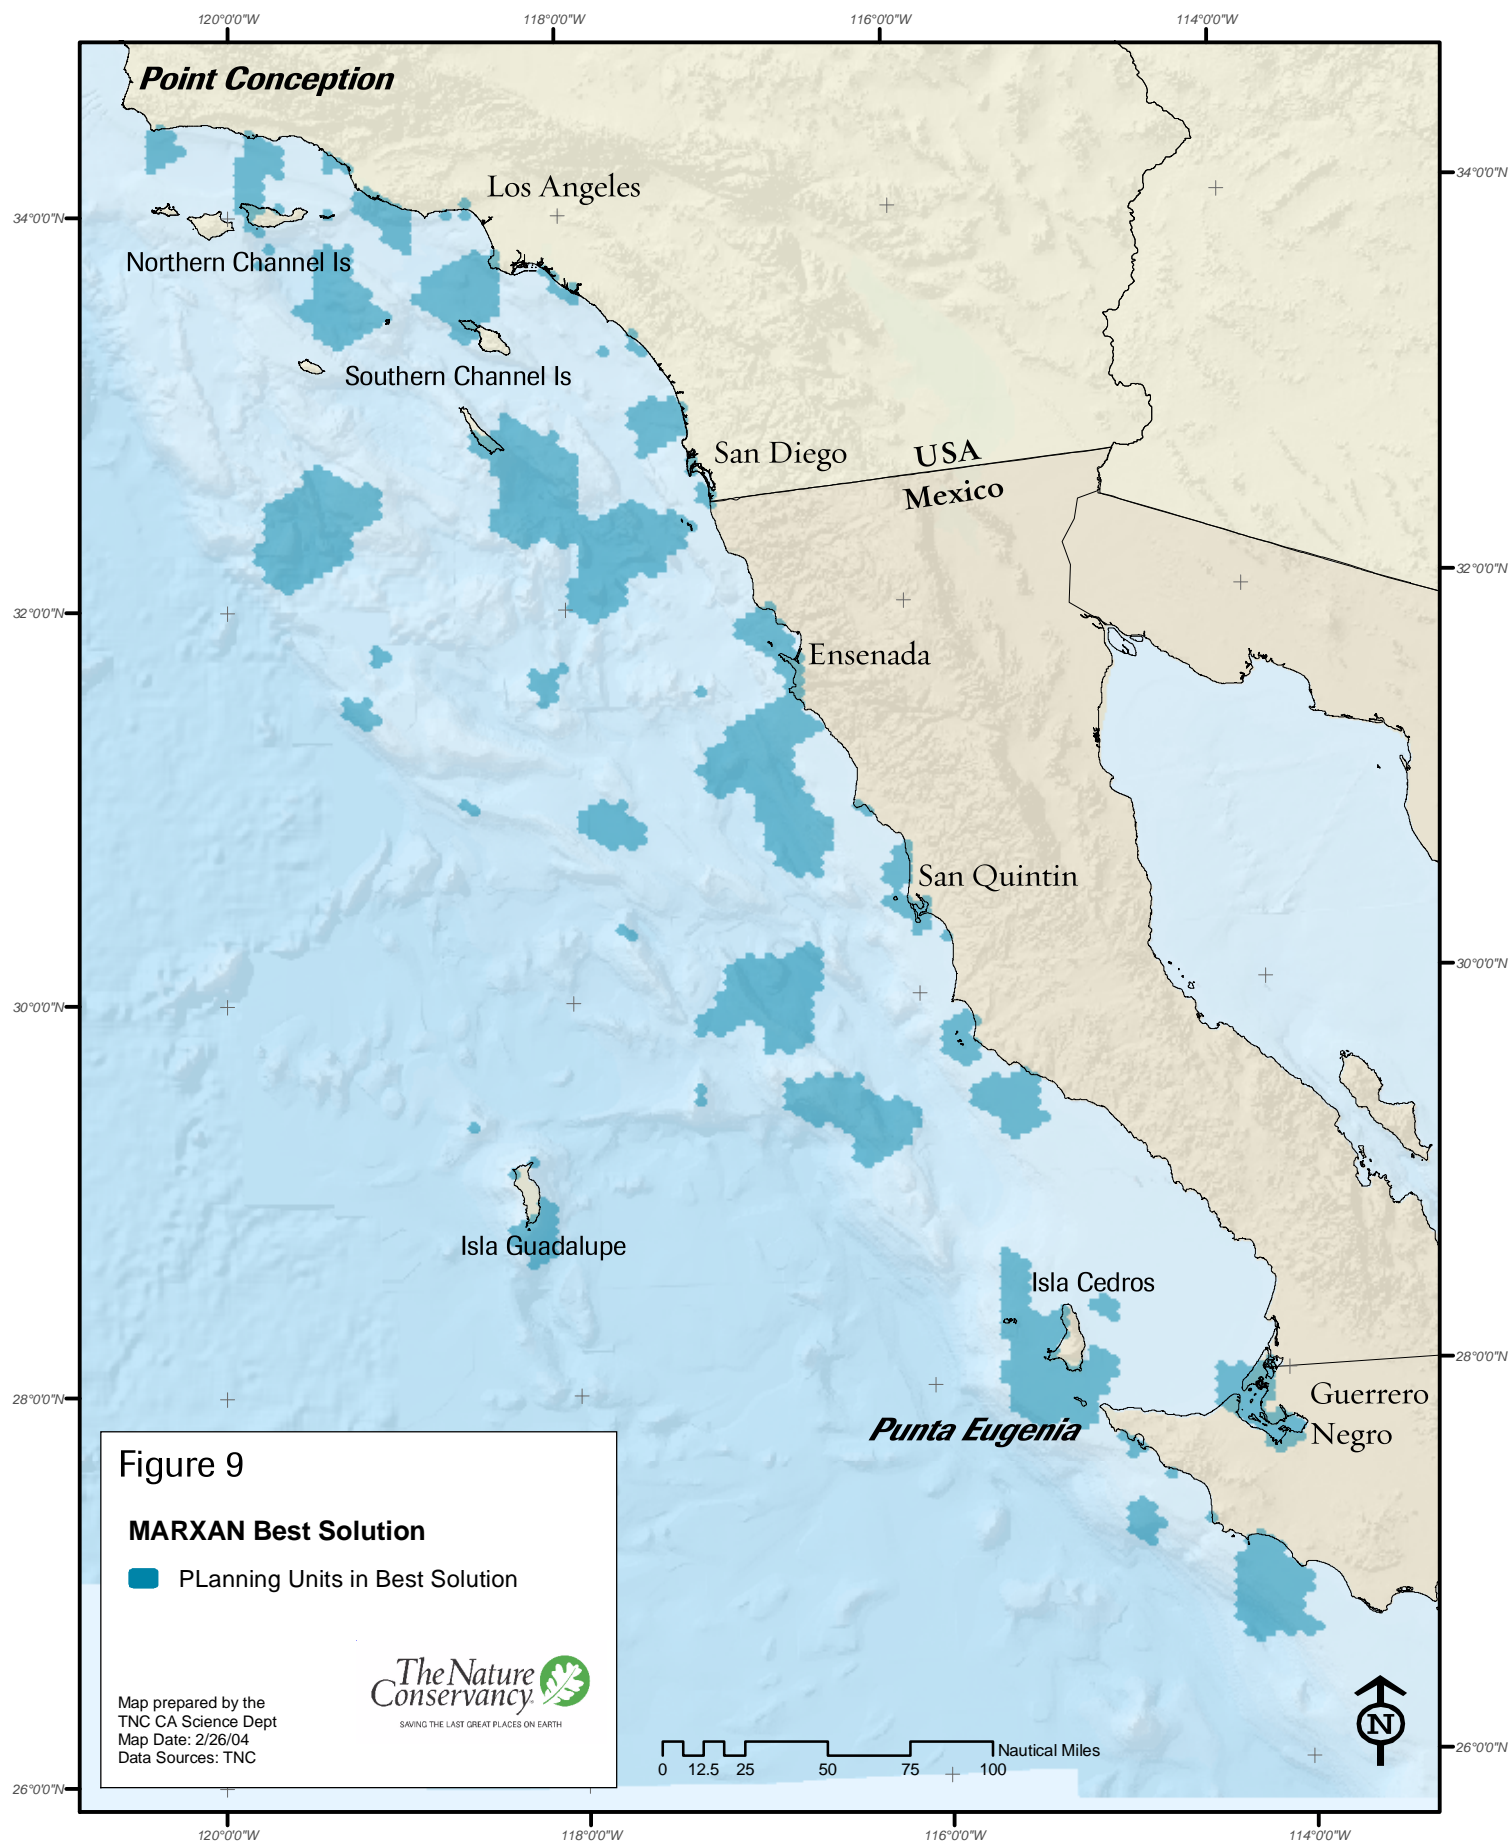 120°0'0"W
118°0'0"W
116°0'0"W
114°0'0"W
Point Conception
Los Angeles
34°0'0"N
34°0'0"N
Northern Channel Is
Southern Channel Is
San Diego
USA
Mexico
32°0'0"N
32°0'0"N
Ensenada
San Quintin
30°0'0"N
30°0'0"N
Isla Guadalupe
Isla Cedros
28°0'0"N
28°0'0"N
Guerrero
Negro
Punta Eugenia
Figure 9
MARXAN Best Solution
PLanning Units in Best Solution
The Nature
Conservancy
SAVING THE LAST GREAT PLACES ON EARTH
Map prepared by the
TNC CA Science Dept
Map Date: 2/26/04
Data Sources: TNC
Nautical Miles
0 12.5 25 50 75 100
N
26°0'0"N
26°0'0"N
120°0'0"W
118°0'0"W
116°0'0"W
114°0'0"W